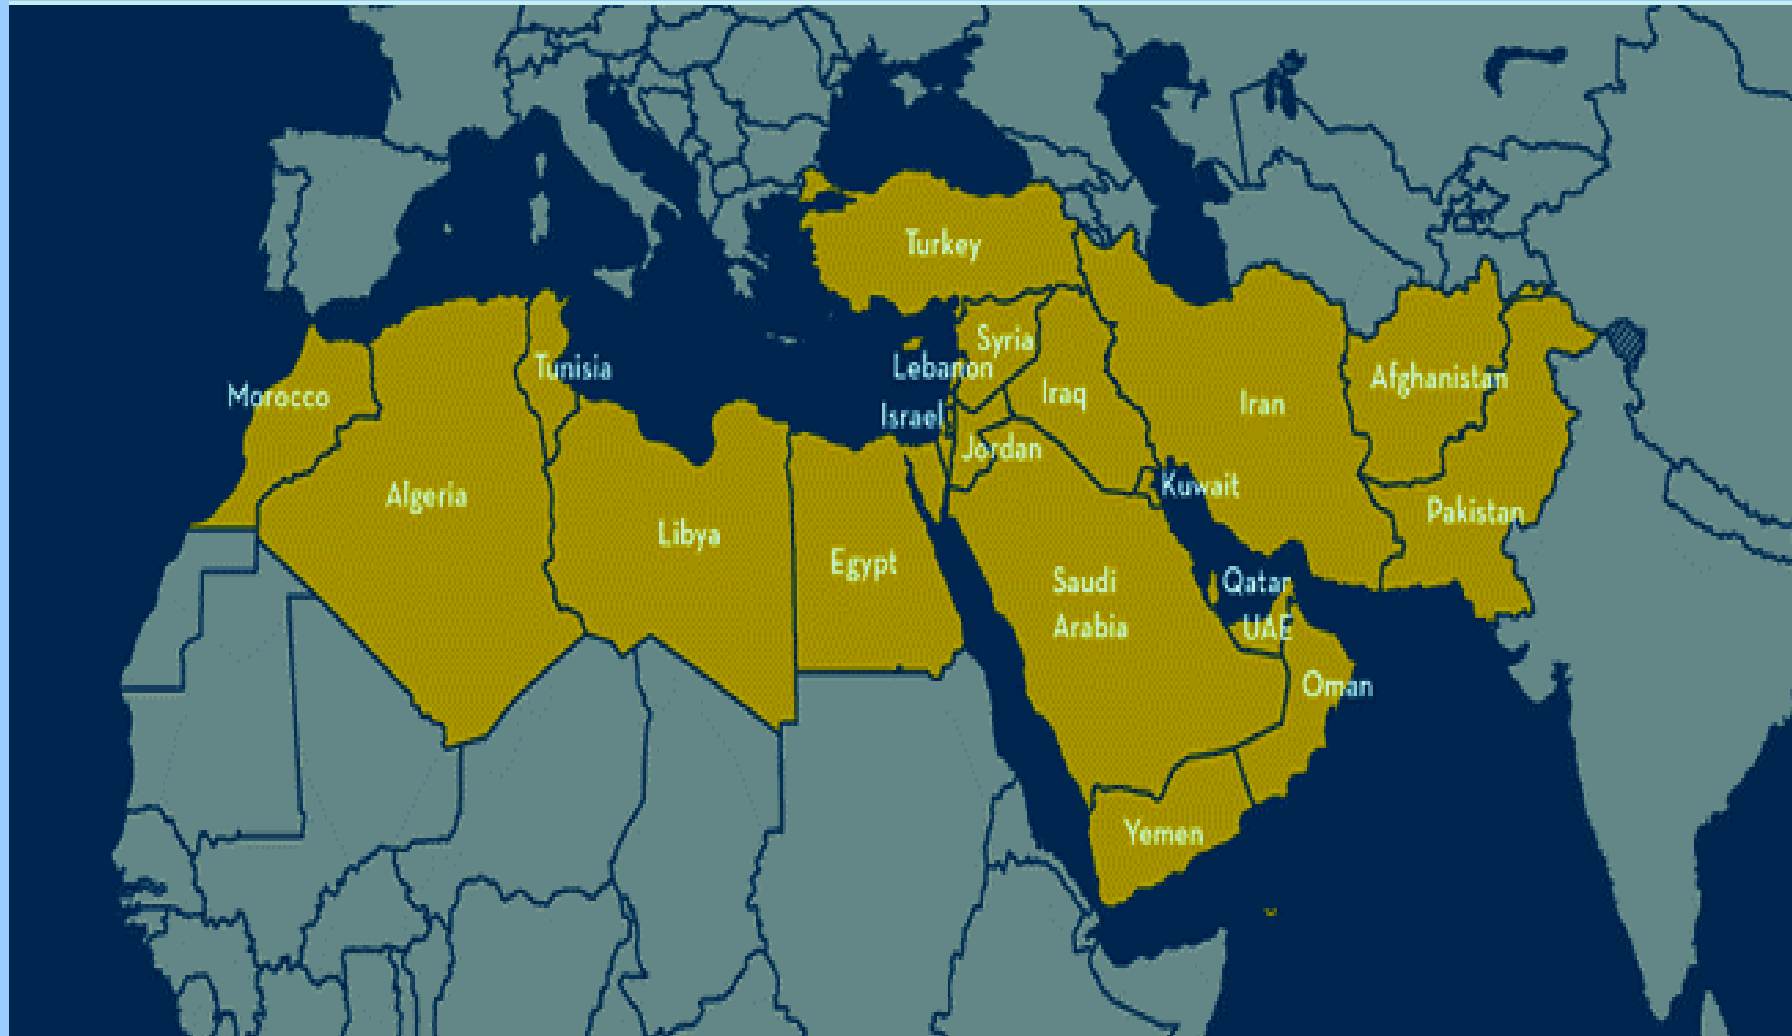 Turkey
Syria
Lebanon
Tunisia
Afghanistan
Morocco
Iraq
Iran
Israel
Jordan
Kuwait
Algeria
Pakistan
Libya
Egypt
Saudi
Arabia
Qatar
UAE
Oman
Yemen